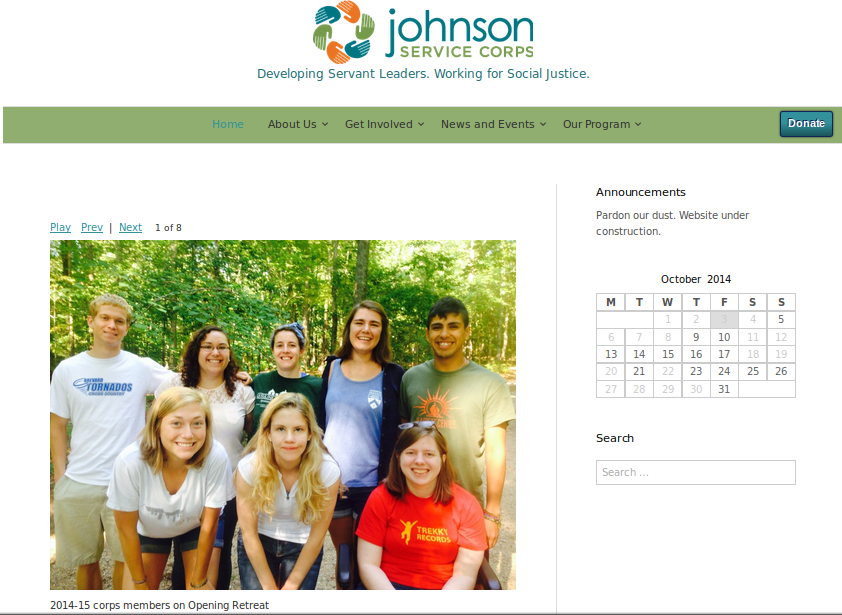 johnson
SERVICE CORPS
Developing Servant Leaders. Working for Social Justice.
Home About Us Get Involved News and Events Our Program Donate
Play Prev | Next 1 of 8
BREVARD
TORNADOS
CROSS COUNTRY
TREKKY
RECORDS
2014-15 corps members on Opening Retreat
Announcements
Pardon our dust. Website under
construction.
October 2014
M T W T F S S
1 2 3 4 5
6 7 8 9 10 11 12
13 14 15 16 17 18 19
20 21 22 23 24 25 26
27 28 29 30 31
Search
Search ...